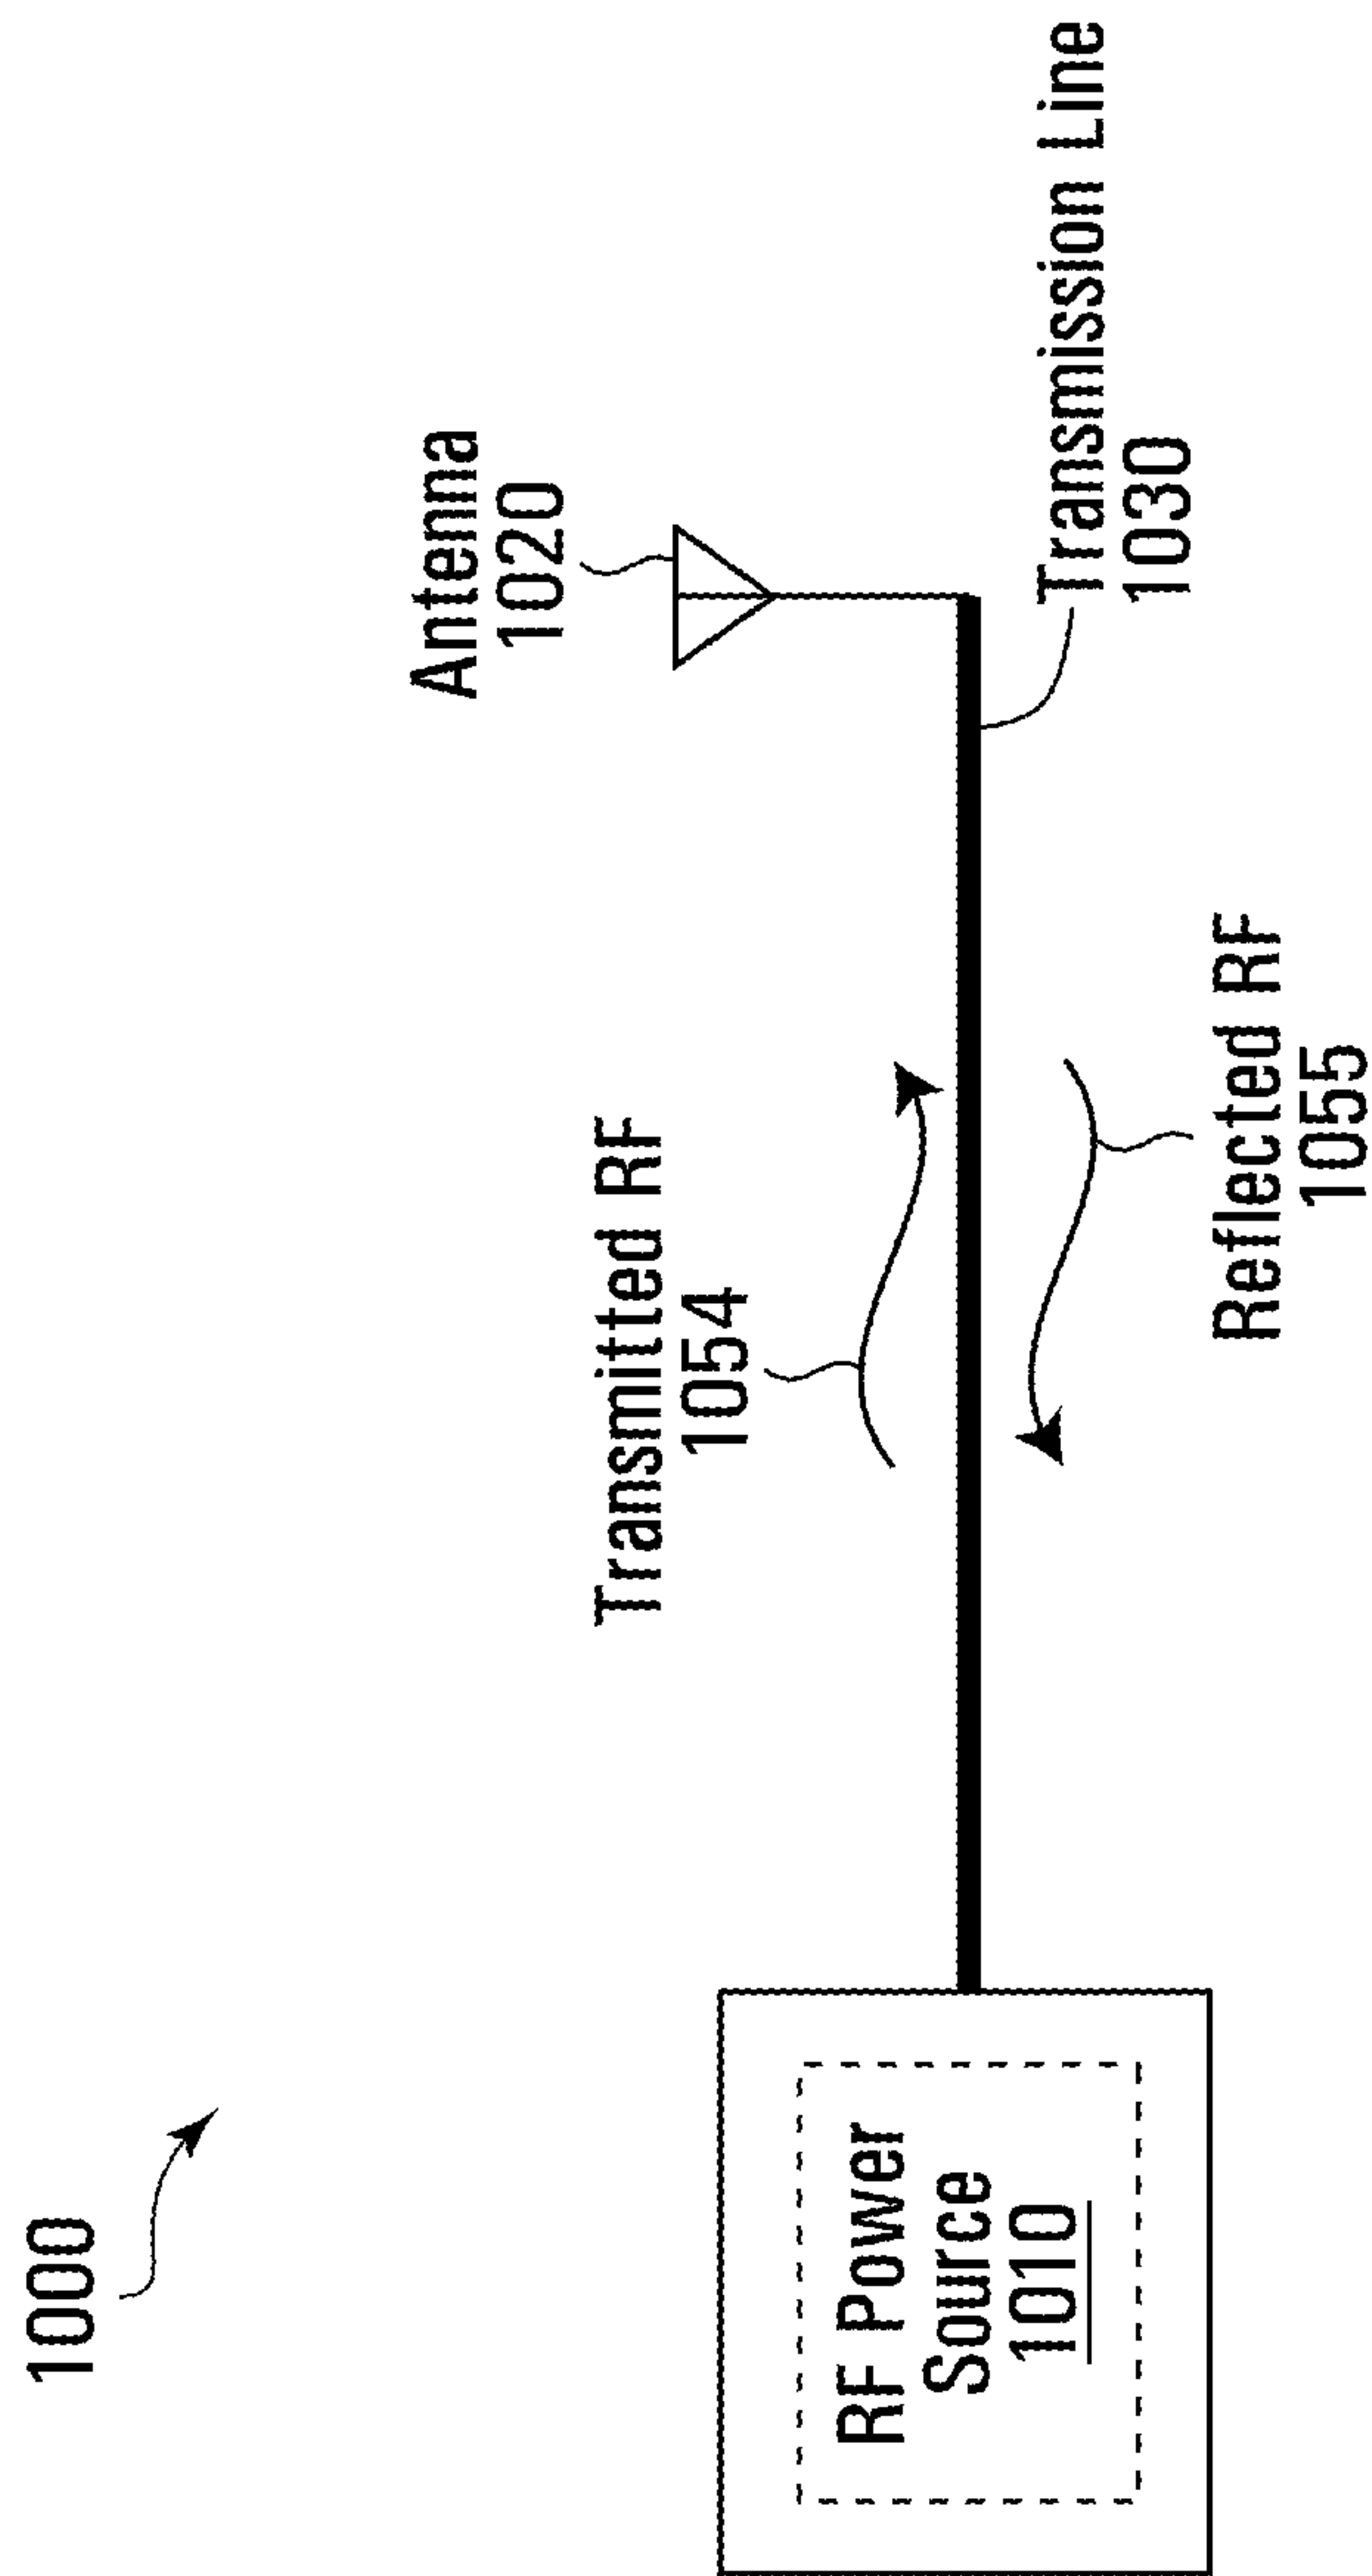 1000
Antenna
1020
Transmitted RF
1054
RF Power
Source
1010
Transmission Line
1030
Reflected RF
1055